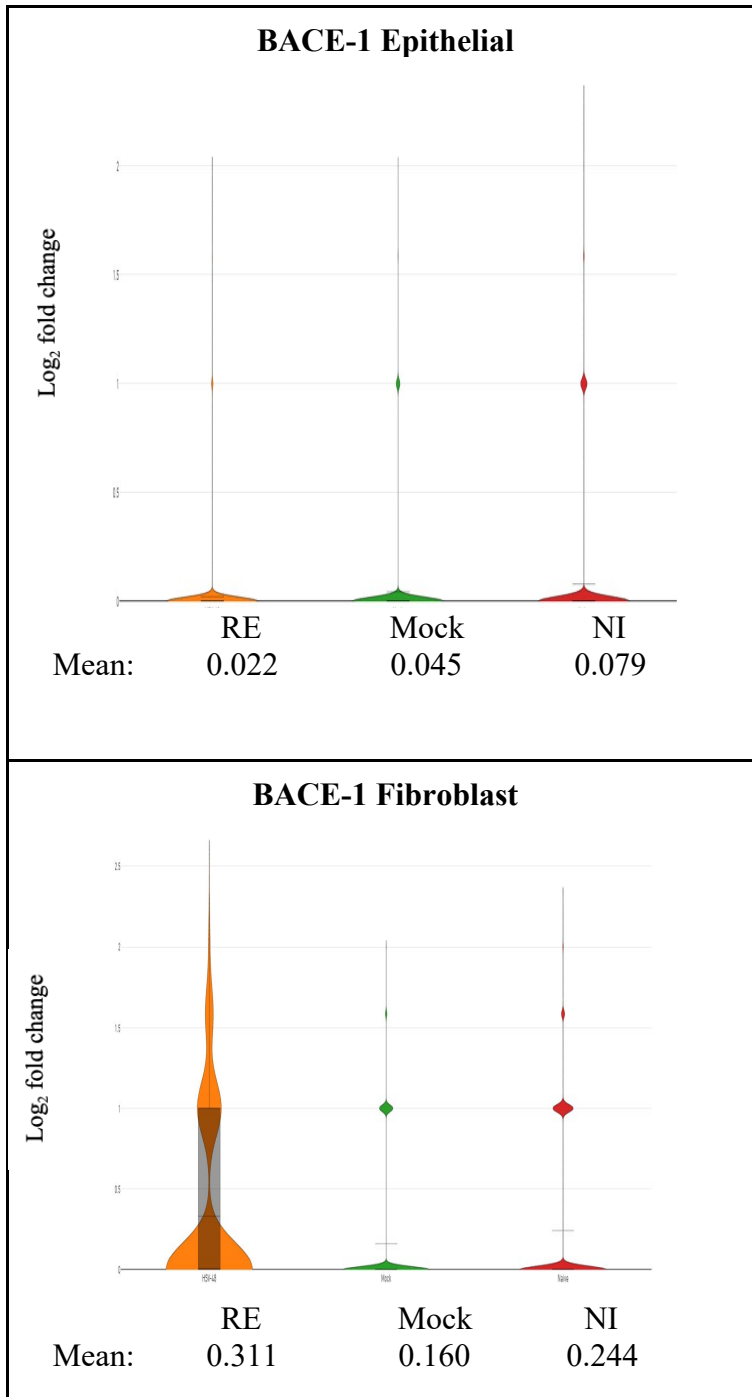 BACE-1 Epithelial
Log₂ fold change
2
1.5
1
0.5
0
RE Mock NI
Mean: 0.022 0.045 0.079
BACE-1 Fibroblast
Log₂ fold change
2.5
2
1.5
1
0.5
0
HSV-48 Mock Naive
RE Mock NI
Mean: 0.311 0.160 0.244